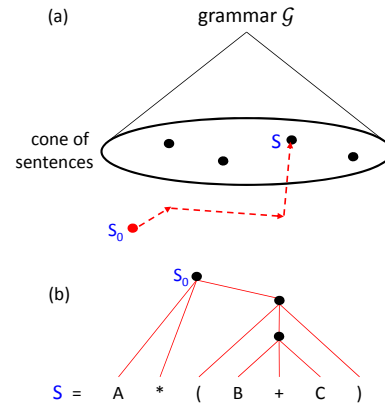 (a)
grammar 𝒢
cone of
sentences
S
S₀
(b)
S₀
S = A * ( B + C )